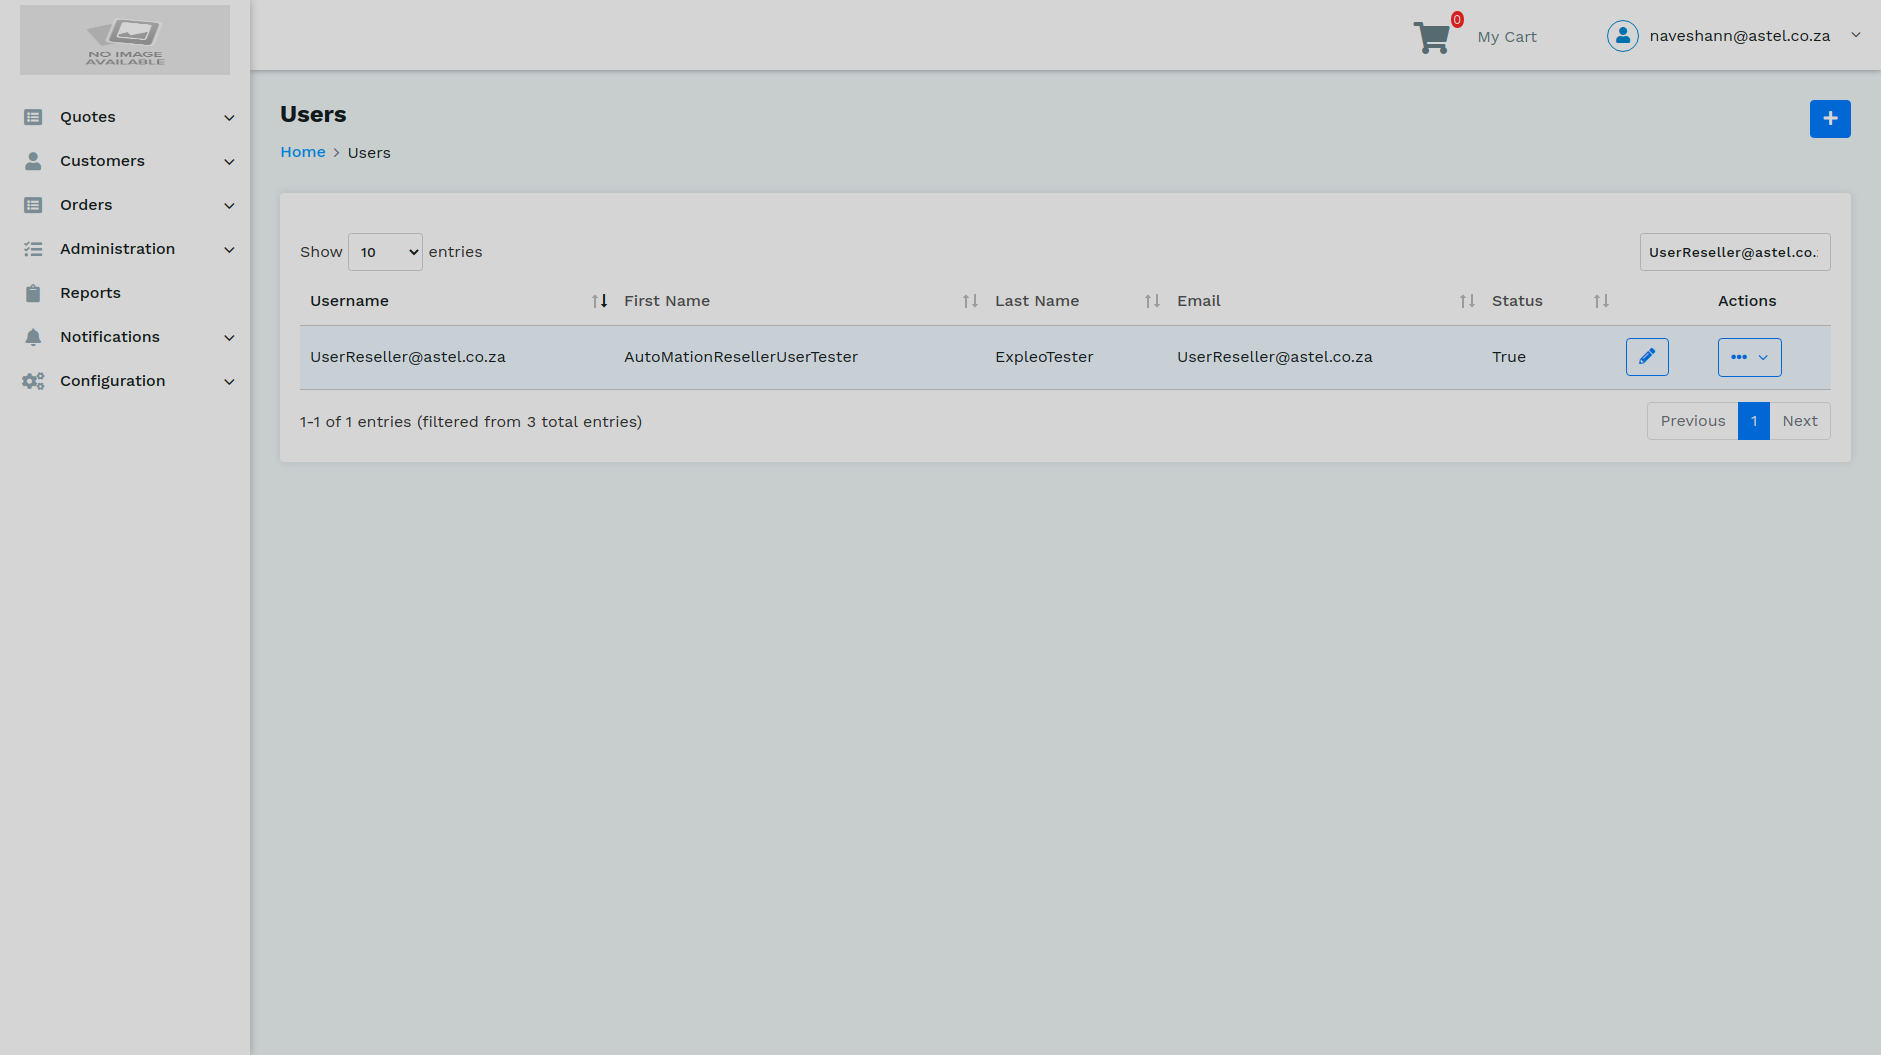 NO IMAGE
AVAILABLE
0
My Cart
naveshann@astel.co.za
Quotes
Customers
Orders
Administration
Reports
Notifications
Configuration
Users
Home > Users
Show 10 entries
UserReseller@astel.co.
Username First Name Last Name Email Status Actions
UserReseller@astel.co.za AutoMationResellerUserTester ExpleoTester UserReseller@astel.co.za True
1-1 of 1 entries (filtered from 3 total entries)
Previous 1 Next